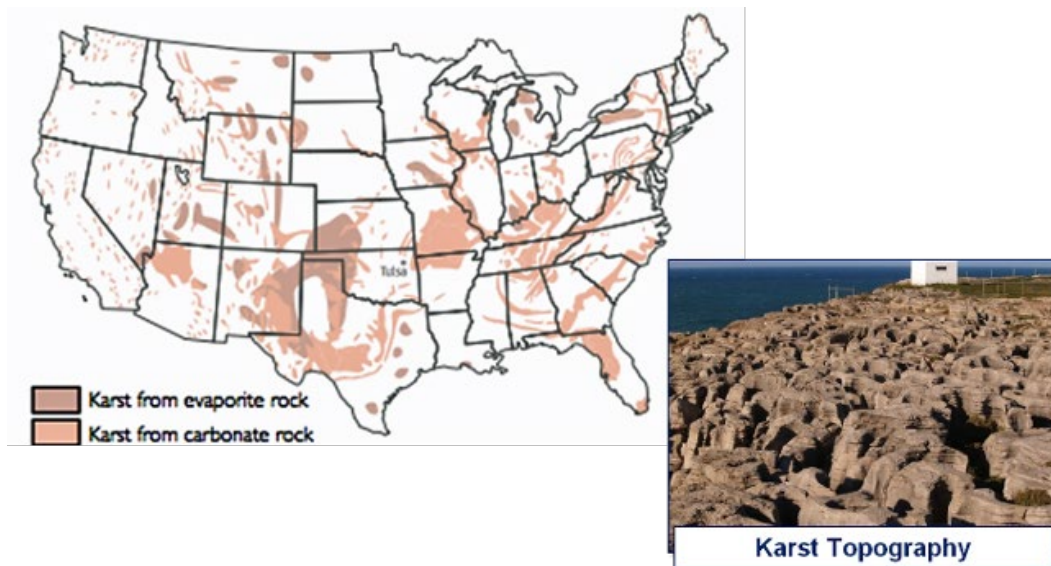 Tulsa
Karst from evaporite rock
Karst from carbonate rock
Karst Topography